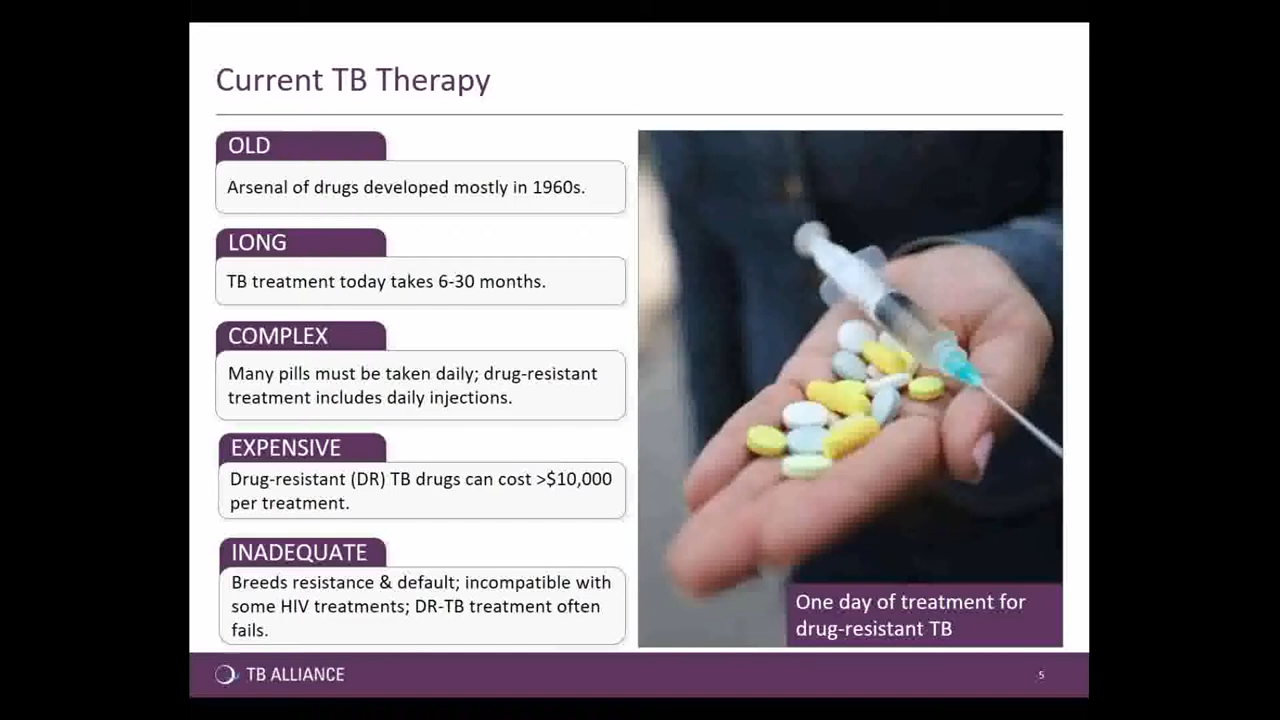 Current TB Therapy
OLD
Arsenal of drugs developed mostly in 1960s.
LONG
TB treatment today takes 6-30 months.
COMPLEX
Many pills must be taken daily; drug-resistant
treatment includes daily injections.
EXPENSIVE
Drug-resistant (DR) TB drugs can cost >$10,000
per treatment.
INADEQUATE
Breeds resistance & default; incompatible with
some HIV treatments; DR-TB treatment often
fails.
One day of treatment for
drug-resistant TB
TB ALLIANCE
5